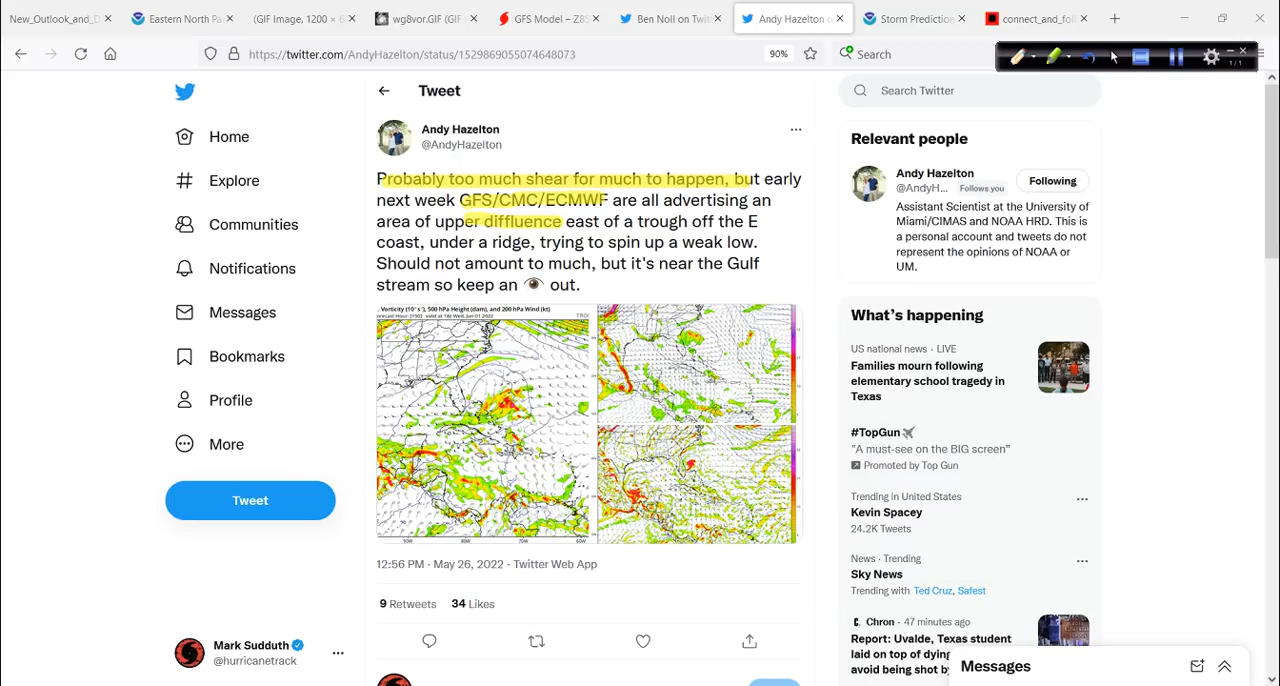 New_Outlook_and_D
Eastern North Pa
(GIF Image, 1200 × 6
wg8vor.GIF (GIF
GFS Model – Z8
Ben Noll on Twit
Andy Hazelton o
Storm Prediction
connect_and_foll
https://twitter.com/AndyHazelton/status/1529869055074648073
90%
Search
1/1
Home
Explore
Communities
Notifications
Messages
Bookmarks
Profile
More
Tweet
Mark Sudduth
@hurricanetrack
Tweet
Andy Hazelton
@AndyHazelton
Probably too much shear for much to happen, but early
next week GFS/CMC/ECMWF are all advertising an
area of upper diffluence east of a trough off the E
coast, under a ridge, trying to spin up a weak low.
Should not amount to much, but it's near the Gulf
stream so keep an 👁 out.
12:56 PM · May 26, 2022 · Twitter Web App
9 Retweets 34 Likes
Search Twitter
Relevant people
Andy Hazelton
@AndyH... Follows you
Following
Assistant Scientist at the University of
Miami/CIMAS and NOAA HRD. This is
a personal account and tweets do not
represent the opinions of NOAA or
UM.
What's happening
US national news · LIVE
Families mourn following
elementary school tragedy in
Texas
#TopGun
"A must-see on the BIG screen"
Promoted by Top Gun
Trending in United States
Kevin Spacey
24.2K Tweets
News · Trending
Sky News
Trending with Ted Cruz, Safest
Chron · 47 minutes ago
Report: Uvalde, Texas student
laid on top of dying
avoid being shot by
Messages